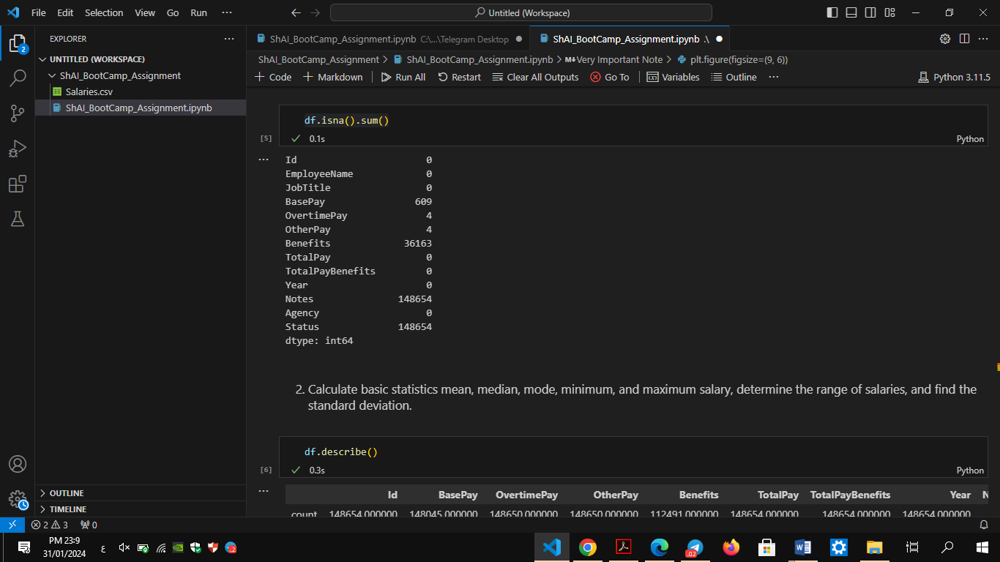 File Edit Selection View Go Run ··· Untitled (Workspace)
EXPLORER ···
UNTITLED (WORKSPACE)
ShAI_BootCamp_Assignment
Salaries.csv
ShAI_BootCamp_Assignment.ipynb
OUTLINE
TIMELINE
ShAI_BootCamp_Assignment.ipynb C:\...\Telegram Desktop ShAI_BootCamp_Assignment.ipynb .\
ShAI_BootCamp_Assignment > ShAI_BootCamp_Assignment.ipynb > M↓Very Important Note > plt.figure(figsize=(9, 6))
+ Code + Markdown Run All Restart Clear All Outputs Go To Variables Outline ··· Python 3.11.5
df.isna().sum()
[5] ✓ 0.1s Python
··· Id 0
EmployeeName 0
JobTitle 0
BasePay 609
OvertimePay 4
OtherPay 4
Benefits 36163
TotalPay 0
TotalPayBenefits 0
Year 0
Notes 148654
Agency 0
Status 148654
dtype: int64
2. Calculate basic statistics mean, median, mode, minimum, and maximum salary, determine the range of salaries, and find the
standard deviation.
df.describe()
[6] ✓ 0.3s Python
··· Id BasePay OvertimePay OtherPay Benefits TotalPay TotalPayBenefits Year N
count 148654.000000 148045.000000 148650.000000 148650.000000 112491.000000 148654.000000 148654.000000 148654.000000
2 3 0
PM 23:9
31/01/2024
ع